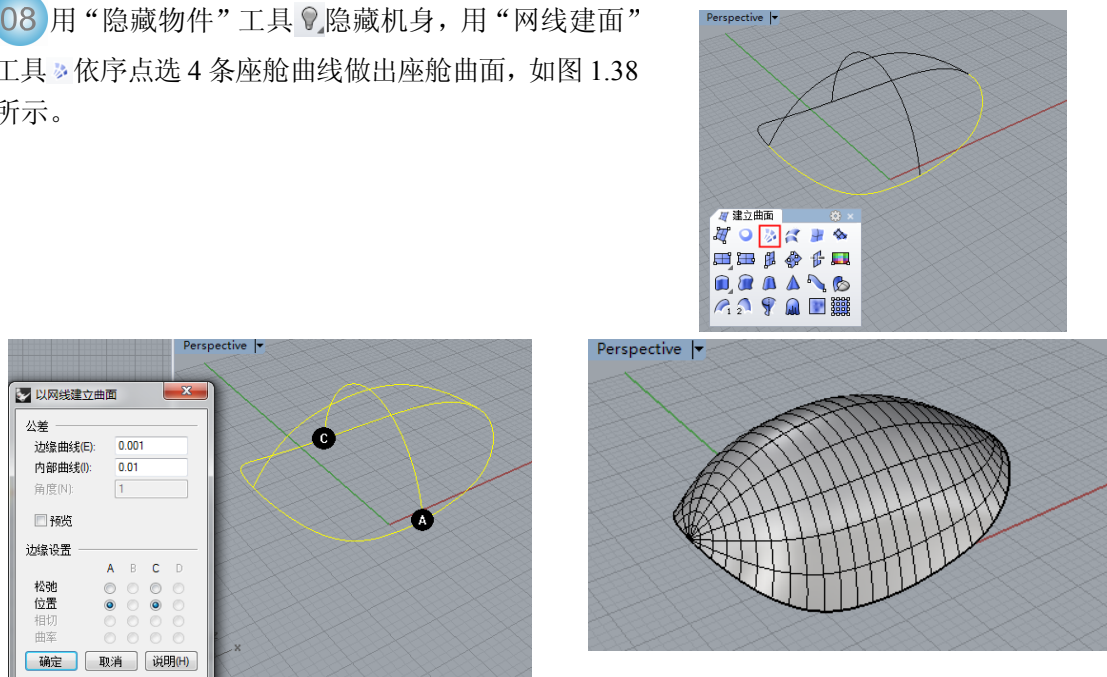 08 用“隐藏物件”工具隐藏机身，用“网线建面”
工具依序点选 4 条座舱曲线做出座舱曲面，如图 1.38
所示。
Perspective
建立曲面
1 2
Perspective
以网线建立曲面
公差
边缘曲线(E): 0.001
内部曲线(I): 0.01
角度(N): 1
预览
边缘设置
A B C D
松弛
位置
相切
曲率
确定 取消 说明(H)
C
A
x
Perspective